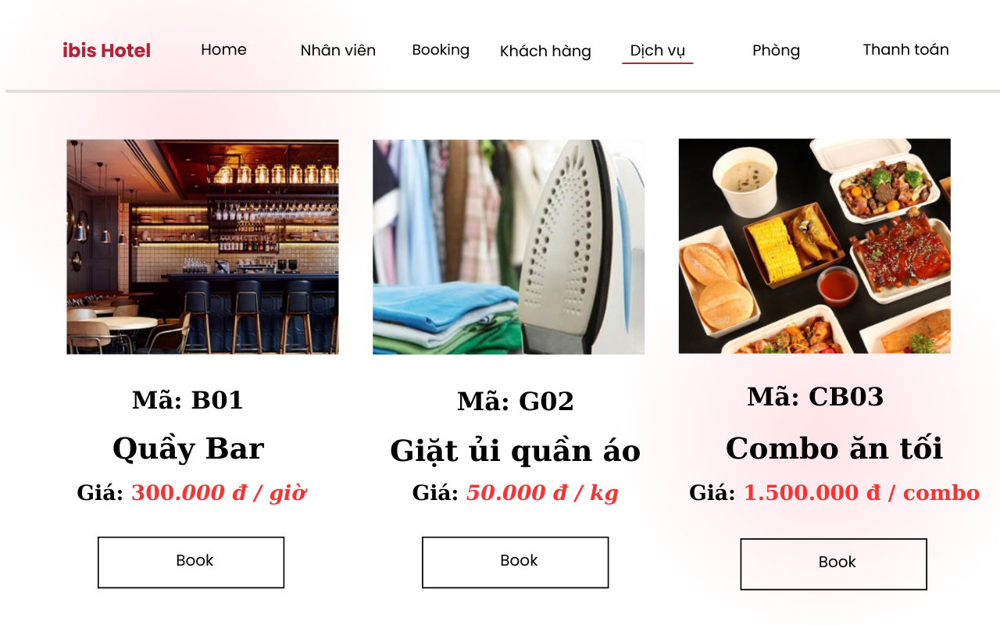 ibis Hotel Home Nhân viên Booking Khách hàng Dịch vụ Phòng Thanh toán
Mã: B01
Quầy Bar
Giá: 300.000 đ / giờ
Book
Mã: G02
Giặt ủi quần áo
Giá: 50.000 đ / kg
Book
Mã: CB03
Combo ăn tối
Giá: 1.500.000 đ / combo
Book